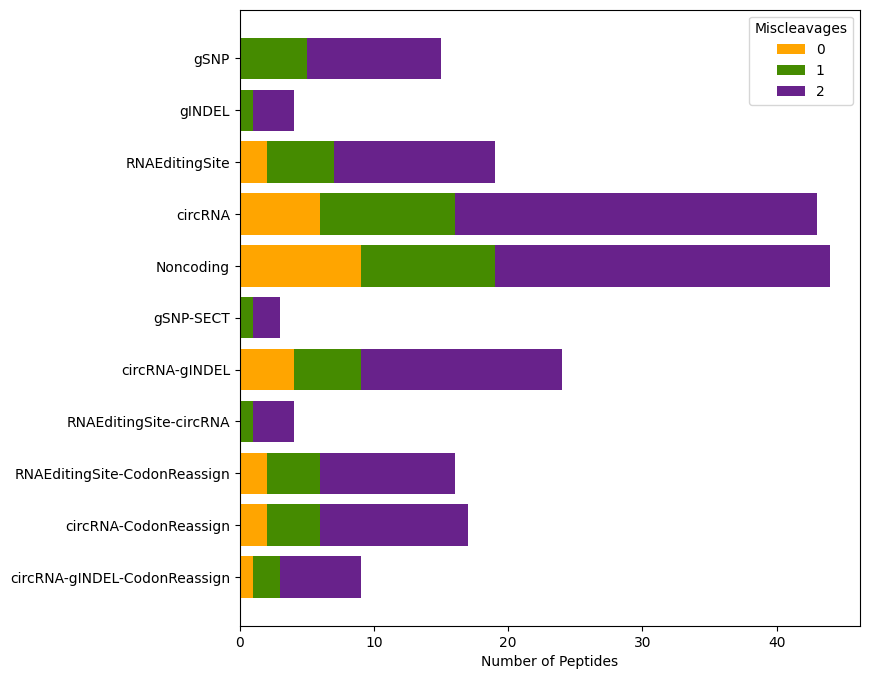 Miscleavages
0
1
2
gSNP
gINDEL
RNAEditingSite
circRNA
Noncoding
gSNP-SECT
circRNA-gINDEL
RNAEditingSite-circRNA
RNAEditingSite-CodonReassign
circRNA-CodonReassign
circRNA-gINDEL-CodonReassign
0 10 20 30 40
Number of Peptides